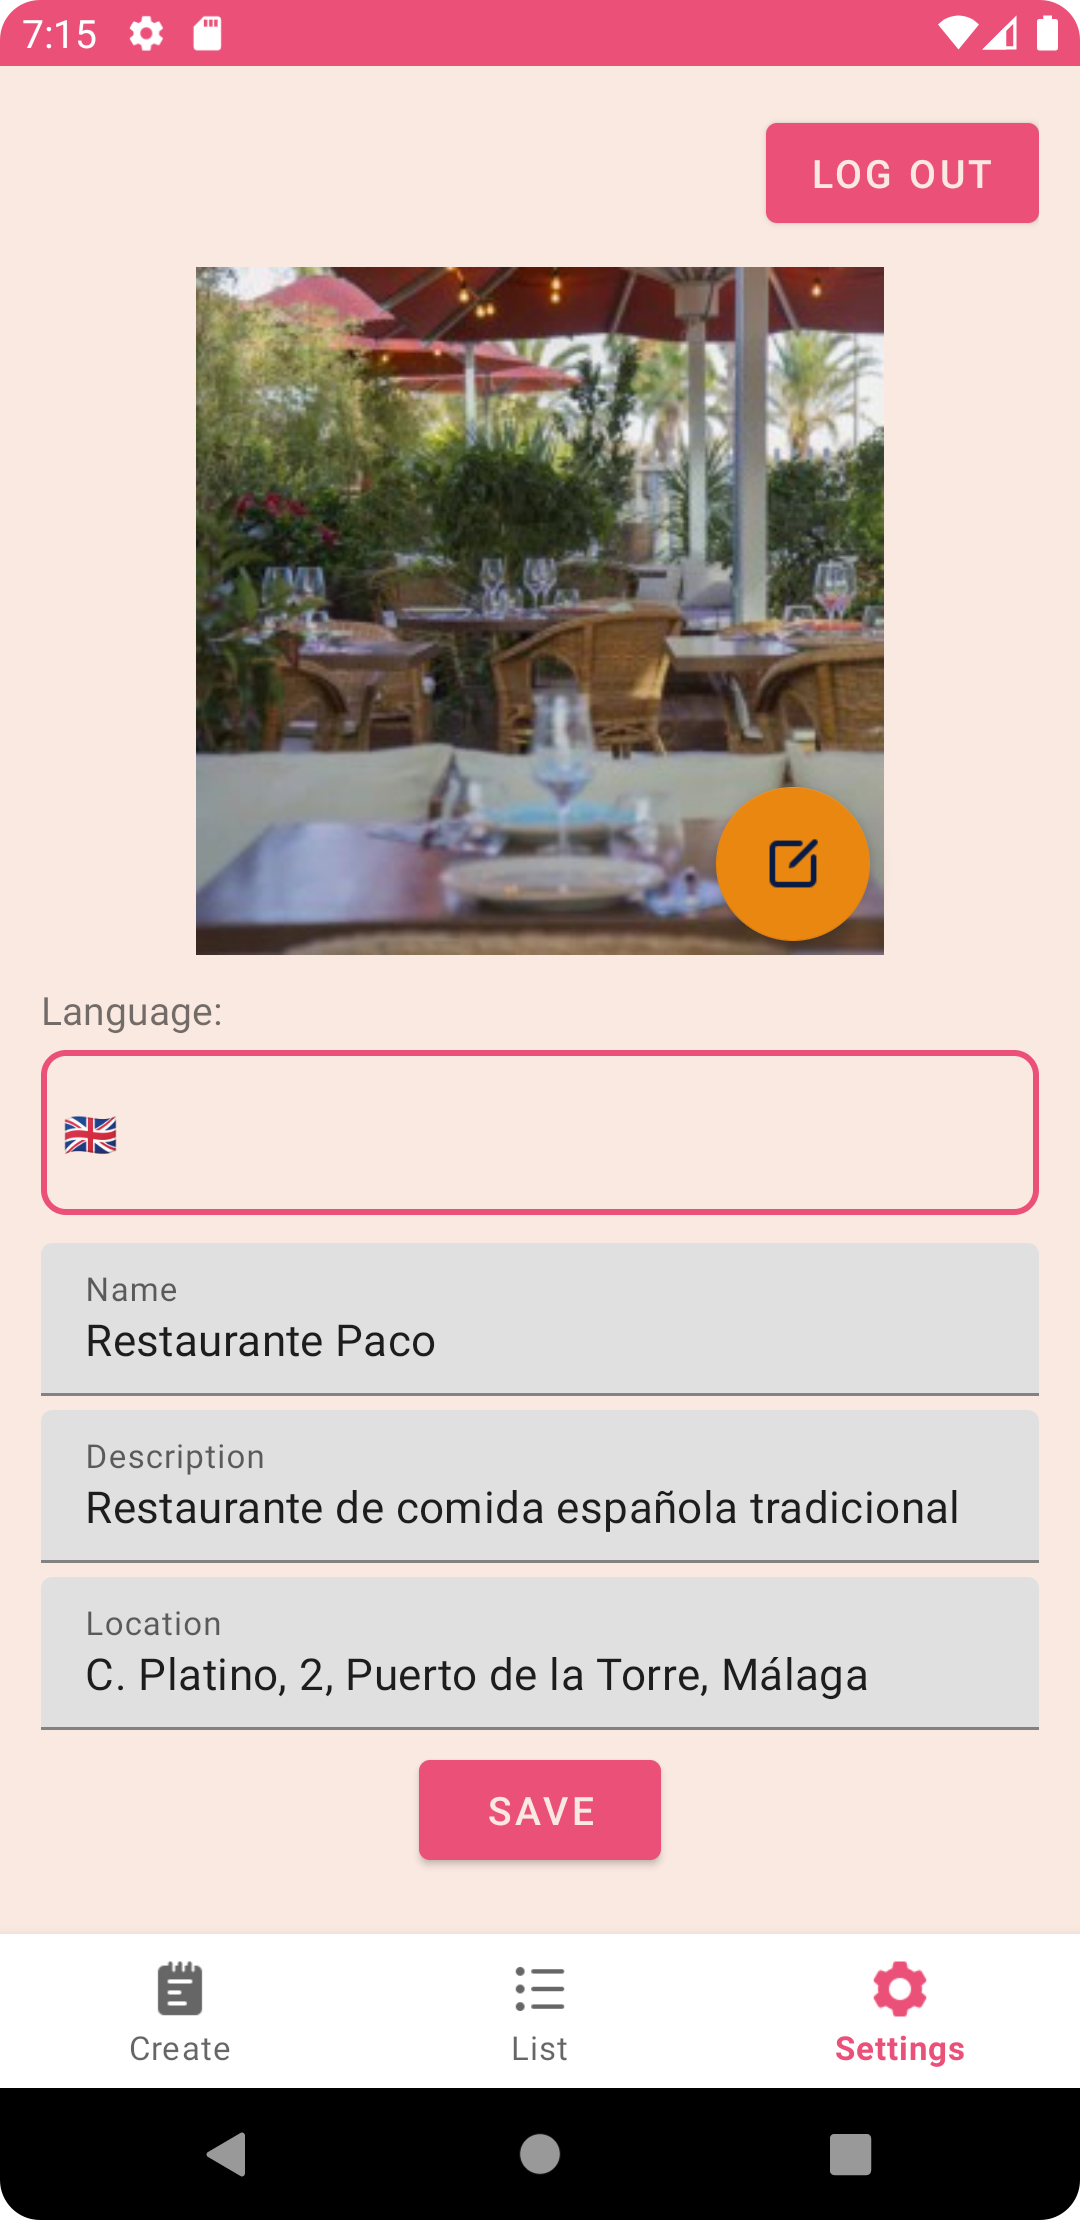 7:15
LOG OUT
Language:
🇬🇧
Name
Restaurante Paco
Description
Restaurante de comida española tradicional
Location
C. Platino, 2, Puerto de la Torre, Málaga
SAVE
Create
List
Settings